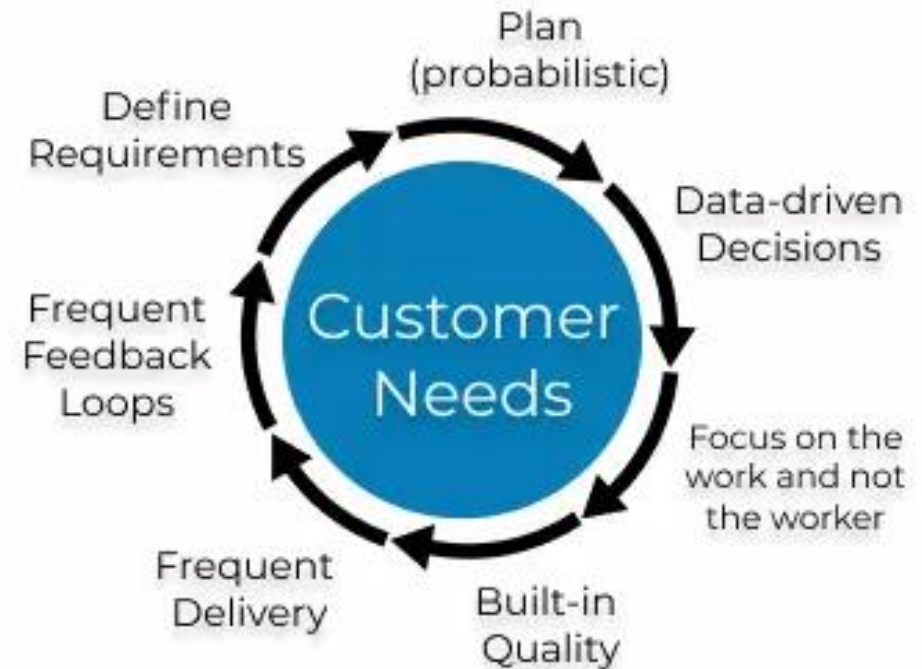 Plan
(probabilistic)
Define
Requirements
Data-driven
Decisions
Customer
Needs
Frequent
Feedback
Loops
Focus on the
work and not
the worker
Frequent
Delivery
Built-in
Quality